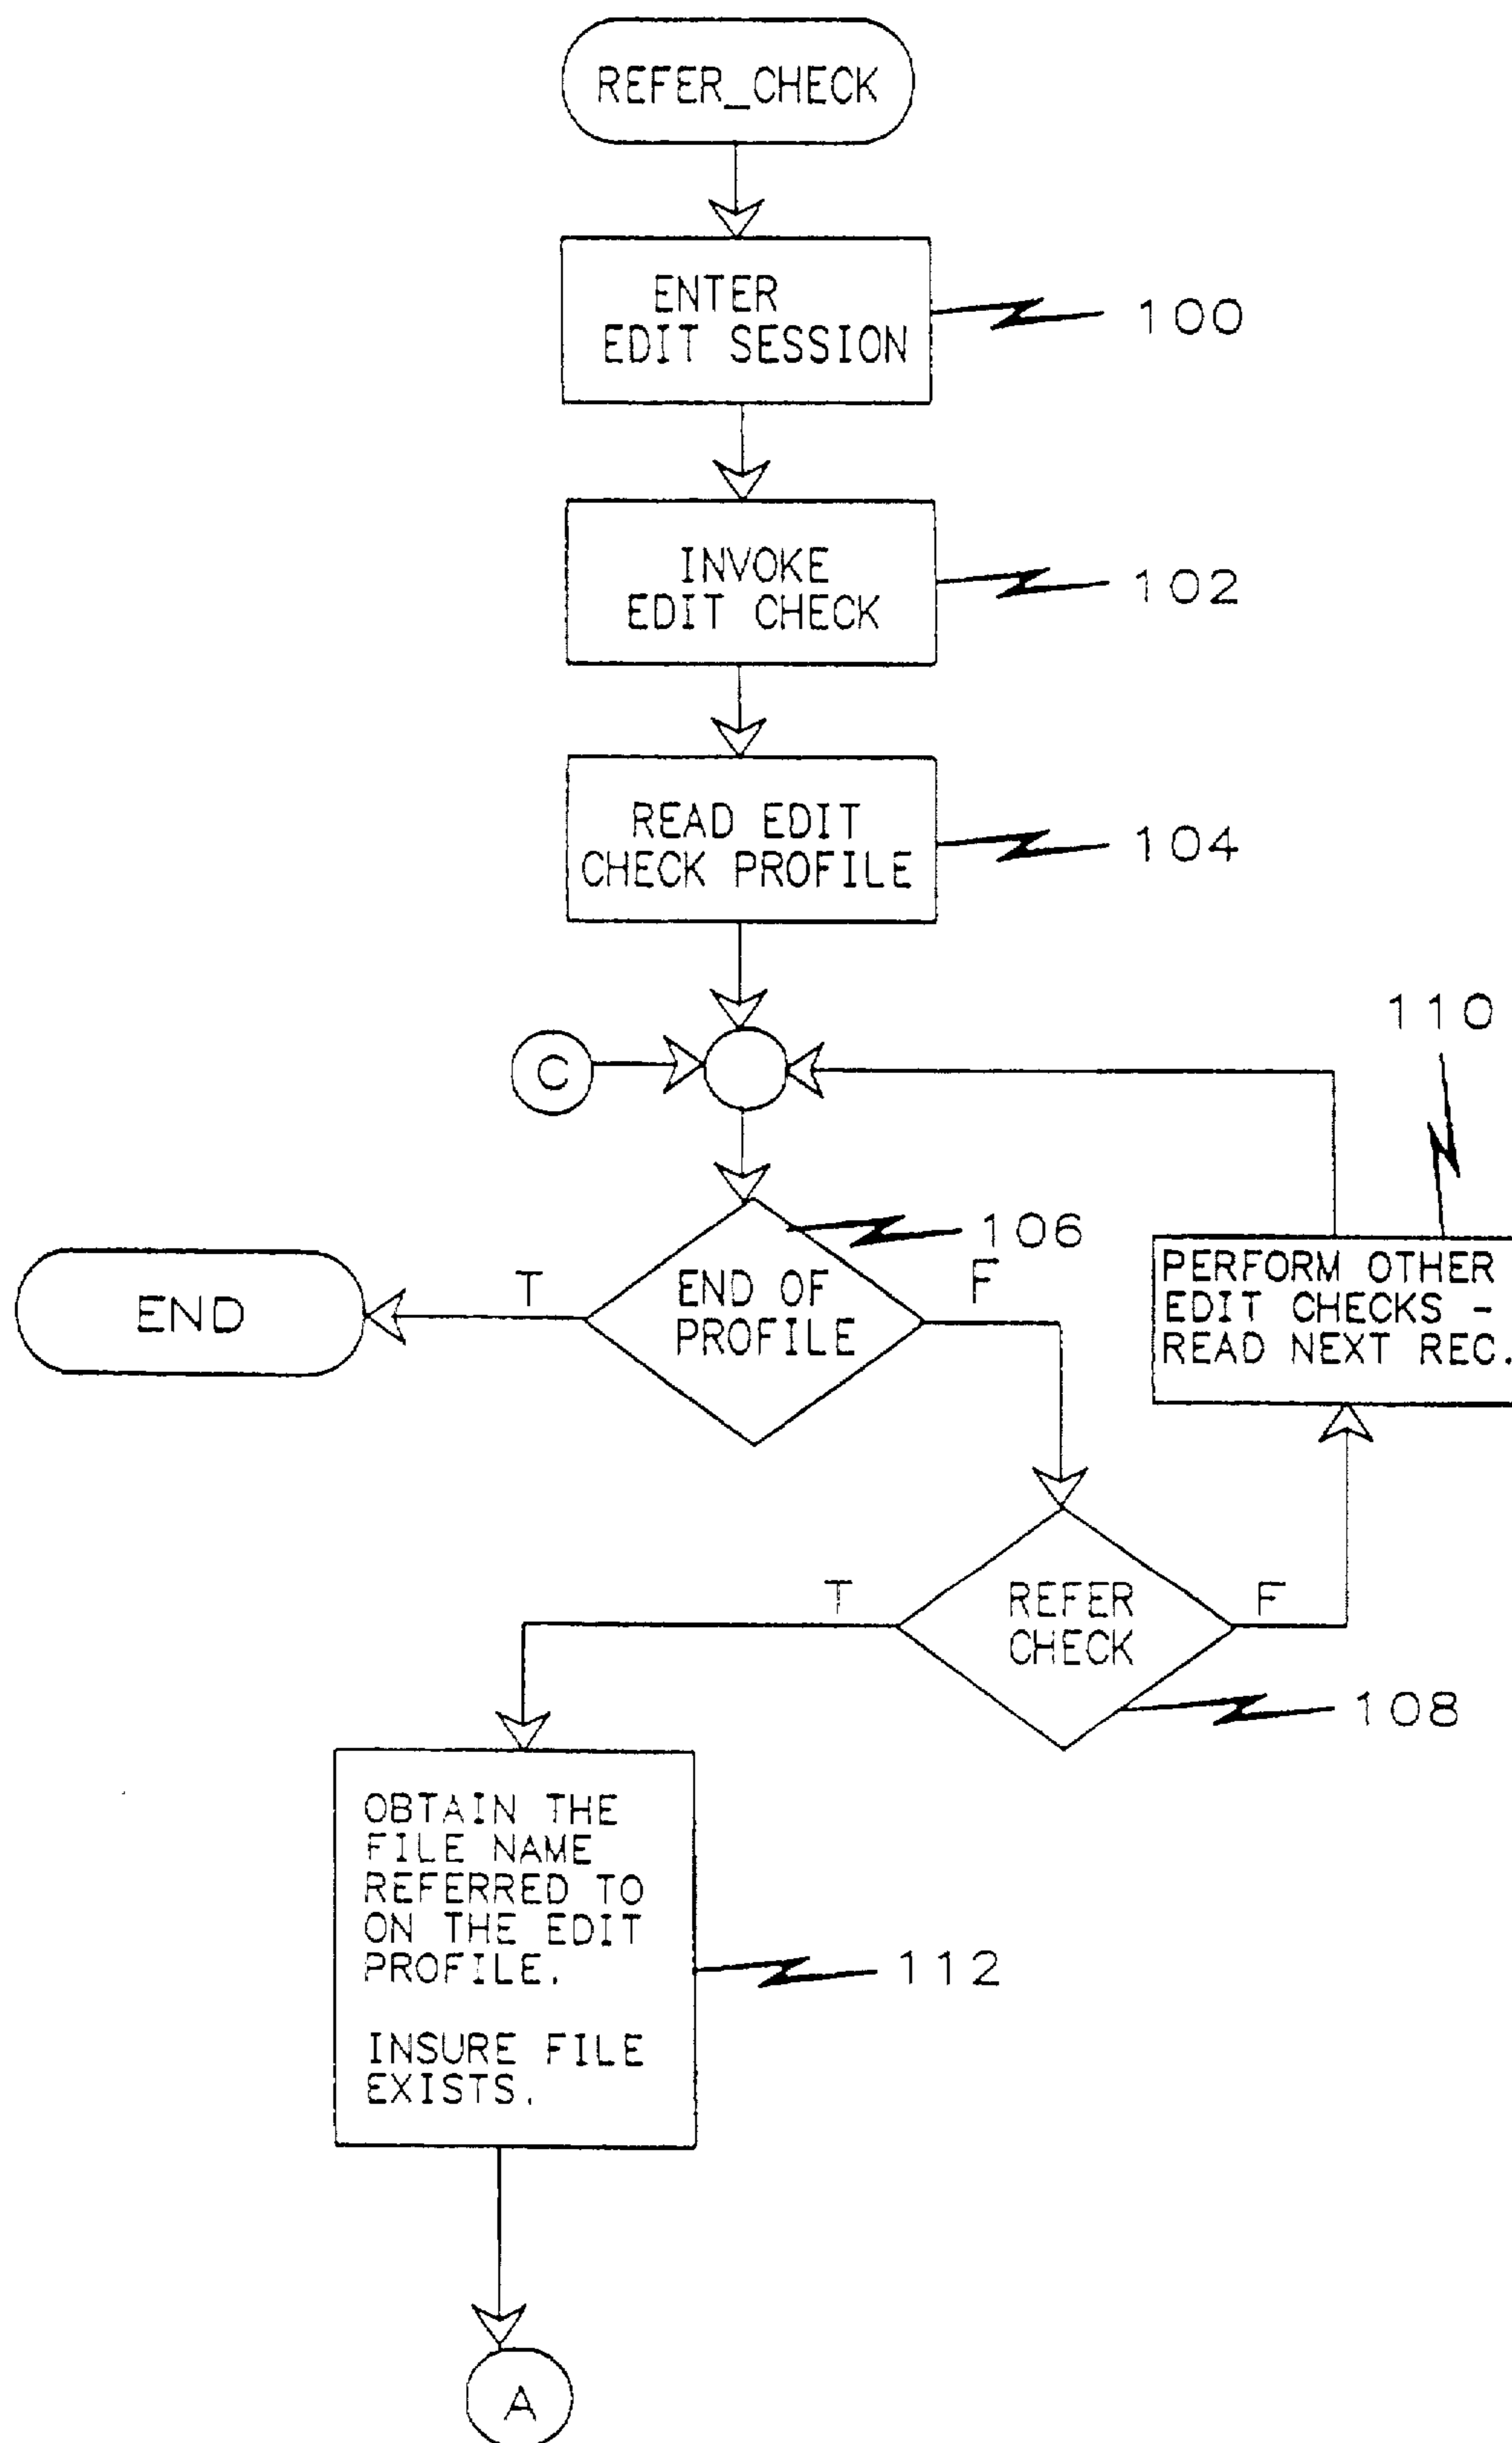 REFER_CHECK
ENTER
EDIT SESSION
100
INVOKE
EDIT CHECK
102
READ EDIT
CHECK PROFILE
104
110
C
106
T
F
END
END OF
PROFILE
PERFORM OTHER
EDIT CHECKS -
READ NEXT REC.
T
F
REFER
CHECK
108
OBTAIN THE
FILE NAME
REFERRED TO
ON THE EDIT
PROFILE.
INSURE FILE
EXISTS.
112
A